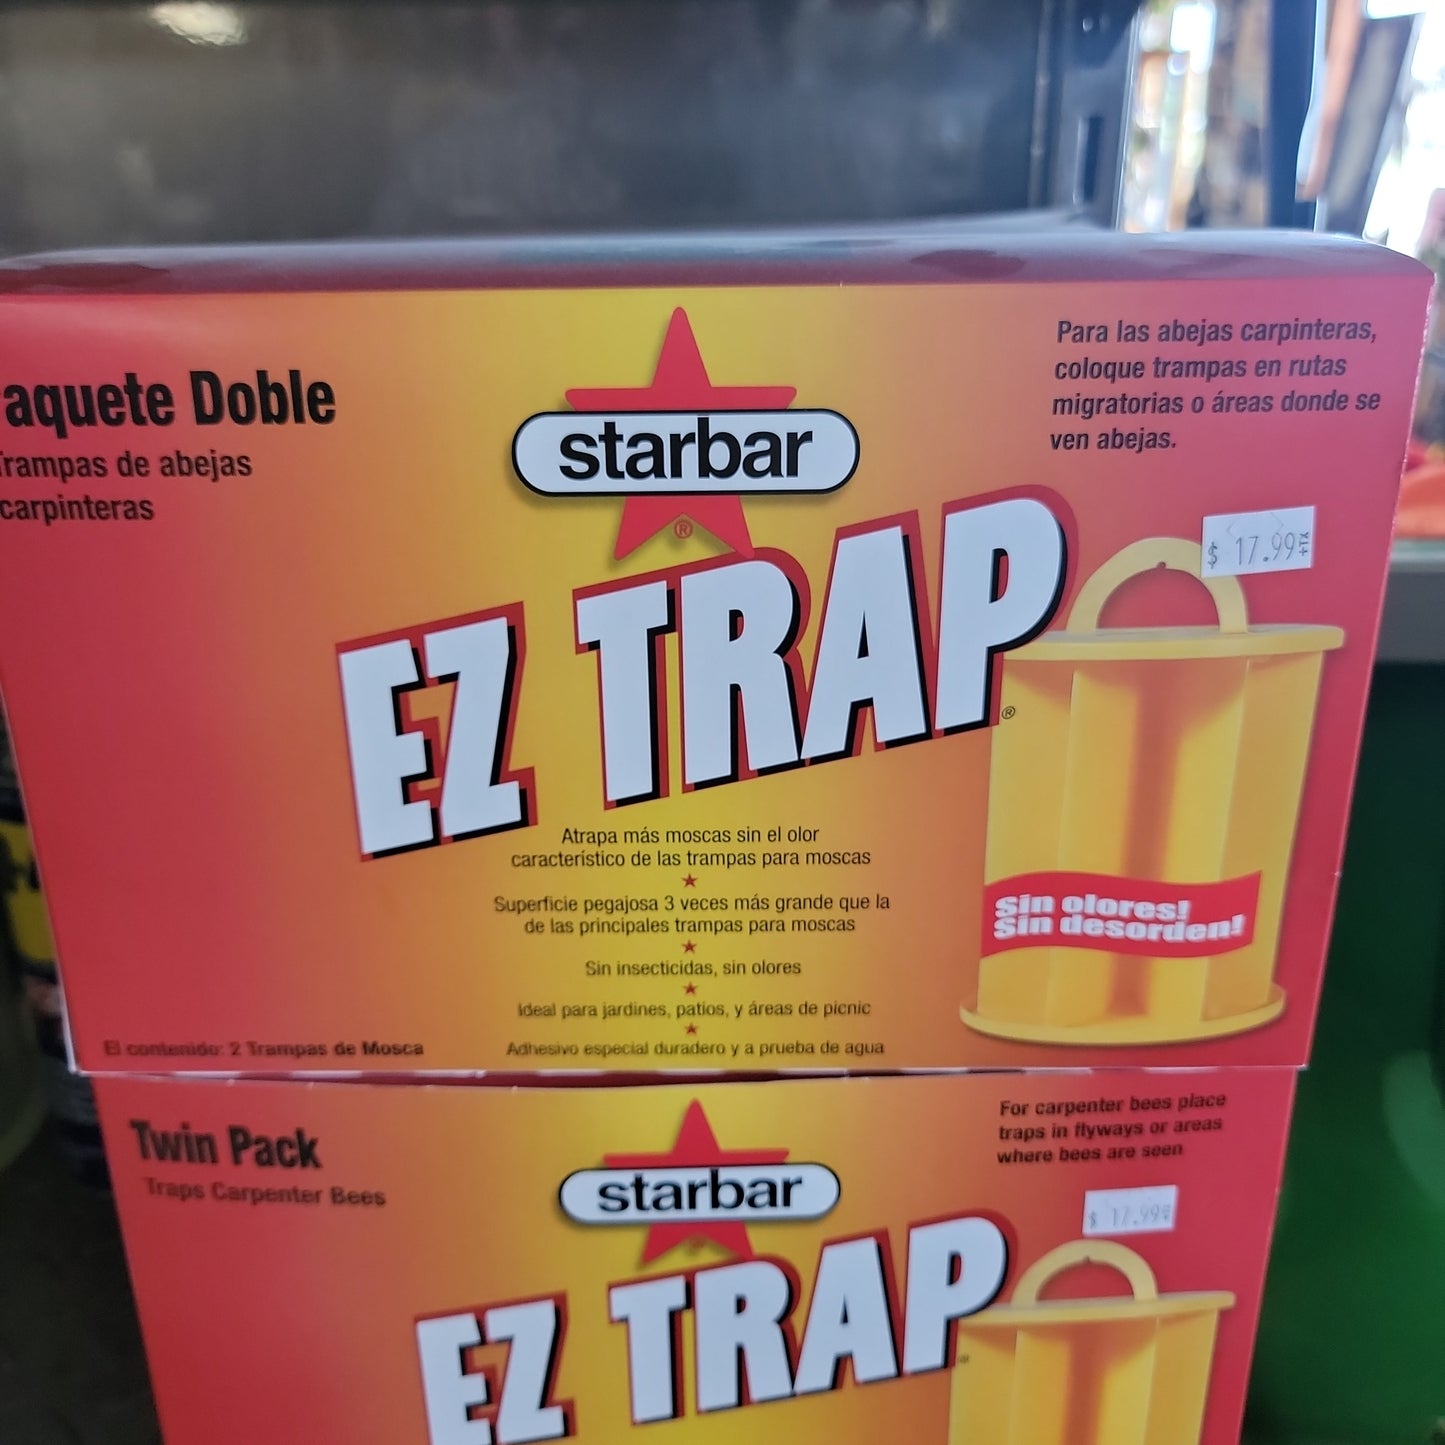 aquete Doble
Trampas de abejas
carpinteras
starbar
®
Para las abejas carpinteras,
coloque trampas en rutas
migratorias o áreas donde se
ven abejas.
$ 17.99+TX
EZ TRAP®
Atrapa más moscas sin el olor
característico de las trampas para moscas
Superficie pegajosa 3 veces más grande que la
de las principales trampas para moscas
Sin insecticidas, sin olores
Ideal para jardines, patios, y áreas de picnic
Adhesivo especial duradero y a prueba de agua
Sin olores!
Sin desorden!
El contenido: 2 Trampas de Mosca
Twin Pack
Traps Carpenter Bees
starbar
®
For carpenter bees place
traps in flyways or areas
where bees are seen
$ 17.99
EZ TRAP